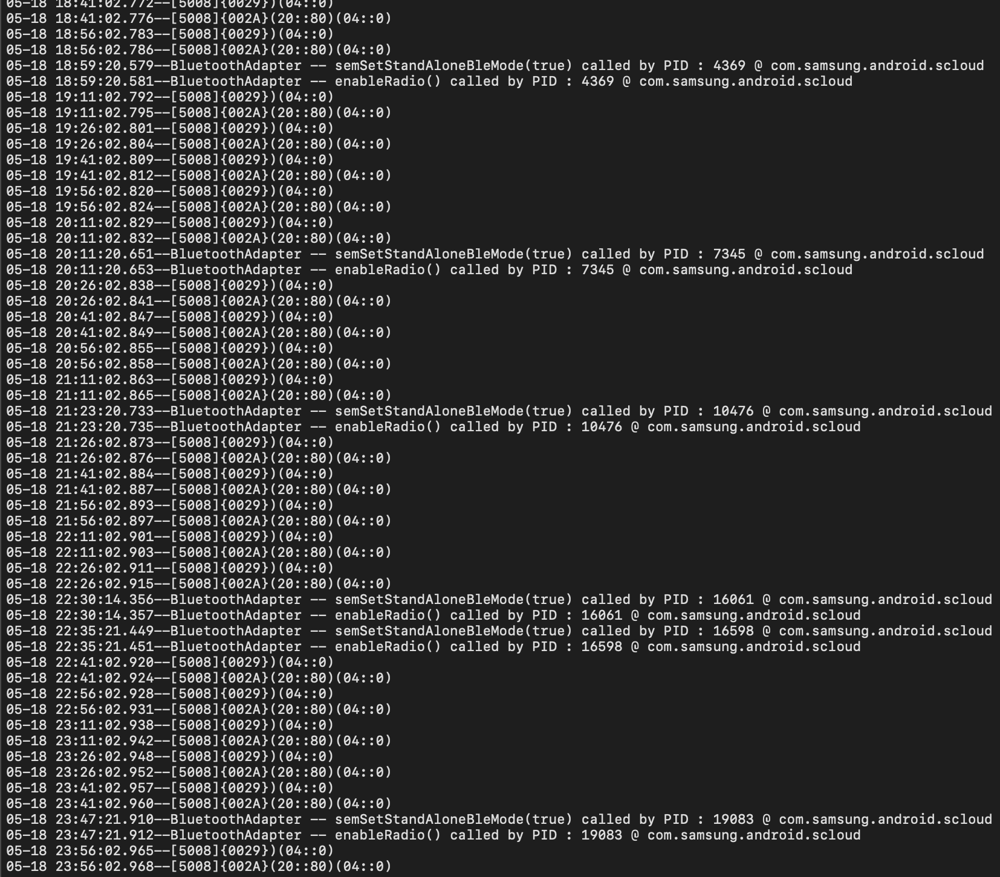 05-18 18:41:02.772--[5008]{0029})(04::0)
05-18 18:41:02.776--[5008]{002A}(20::80)(04::0)
05-18 18:56:02.783--[5008]{0029})(04::0)
05-18 18:56:02.786--[5008]{002A}(20::80)(04::0)
05-18 18:59:20.579--BluetoothAdapter -- semSetStandAloneBleMode(true) called by PID : 4369 @ com.samsung.android.scloud
05-18 18:59:20.581--BluetoothAdapter -- enableRadio() called by PID : 4369 @ com.samsung.android.scloud
05-18 19:11:02.792--[5008]{0029})(04::0)
05-18 19:11:02.795--[5008]{002A}(20::80)(04::0)
05-18 19:26:02.801--[5008]{0029})(04::0)
05-18 19:26:02.804--[5008]{002A}(20::80)(04::0)
05-18 19:41:02.809--[5008]{0029})(04::0)
05-18 19:41:02.812--[5008]{002A}(20::80)(04::0)
05-18 19:56:02.820--[5008]{0029})(04::0)
05-18 19:56:02.824--[5008]{002A}(20::80)(04::0)
05-18 20:11:02.829--[5008]{0029})(04::0)
05-18 20:11:02.832--[5008]{002A}(20::80)(04::0)
05-18 20:11:20.651--BluetoothAdapter -- semSetStandAloneBleMode(true) called by PID : 7345 @ com.samsung.android.scloud
05-18 20:11:20.653--BluetoothAdapter -- enableRadio() called by PID : 7345 @ com.samsung.android.scloud
05-18 20:26:02.838--[5008]{0029})(04::0)
05-18 20:26:02.841--[5008]{002A}(20::80)(04::0)
05-18 20:41:02.847--[5008]{0029})(04::0)
05-18 20:41:02.849--[5008]{002A}(20::80)(04::0)
05-18 20:56:02.855--[5008]{0029})(04::0)
05-18 20:56:02.858--[5008]{002A}(20::80)(04::0)
05-18 21:11:02.863--[5008]{0029})(04::0)
05-18 21:11:02.865--[5008]{002A}(20::80)(04::0)
05-18 21:23:20.733--BluetoothAdapter -- semSetStandAloneBleMode(true) called by PID : 10476 @ com.samsung.android.scloud
05-18 21:23:20.735--BluetoothAdapter -- enableRadio() called by PID : 10476 @ com.samsung.android.scloud
05-18 21:26:02.873--[5008]{0029})(04::0)
05-18 21:26:02.876--[5008]{002A}(20::80)(04::0)
05-18 21:41:02.884--[5008]{0029})(04::0)
05-18 21:41:02.887--[5008]{002A}(20::80)(04::0)
05-18 21:56:02.893--[5008]{0029})(04::0)
05-18 21:56:02.897--[5008]{002A}(20::80)(04::0)
05-18 22:11:02.901--[5008]{0029})(04::0)
05-18 22:11:02.903--[5008]{002A}(20::80)(04::0)
05-18 22:26:02.911--[5008]{0029})(04::0)
05-18 22:26:02.915--[5008]{002A}(20::80)(04::0)
05-18 22:30:14.356--BluetoothAdapter -- semSetStandAloneBleMode(true) called by PID : 16061 @ com.samsung.android.scloud
05-18 22:30:14.357--BluetoothAdapter -- enableRadio() called by PID : 16061 @ com.samsung.android.scloud
05-18 22:35:21.449--BluetoothAdapter -- semSetStandAloneBleMode(true) called by PID : 16598 @ com.samsung.android.scloud
05-18 22:35:21.451--BluetoothAdapter -- enableRadio() called by PID : 16598 @ com.samsung.android.scloud
05-18 22:41:02.920--[5008]{0029})(04::0)
05-18 22:41:02.924--[5008]{002A}(20::80)(04::0)
05-18 22:56:02.928--[5008]{0029})(04::0)
05-18 22:56:02.931--[5008]{002A}(20::80)(04::0)
05-18 23:11:02.938--[5008]{0029})(04::0)
05-18 23:11:02.942--[5008]{002A}(20::80)(04::0)
05-18 23:26:02.948--[5008]{0029})(04::0)
05-18 23:26:02.952--[5008]{002A}(20::80)(04::0)
05-18 23:41:02.957--[5008]{0029})(04::0)
05-18 23:41:02.960--[5008]{002A}(20::80)(04::0)
05-18 23:47:21.910--BluetoothAdapter -- semSetStandAloneBleMode(true) called by PID : 19083 @ com.samsung.android.scloud
05-18 23:47:21.912--BluetoothAdapter -- enableRadio() called by PID : 19083 @ com.samsung.android.scloud
05-18 23:56:02.965--[5008]{0029})(04::0)
05-18 23:56:02.968--[5008]{002A}(20::80)(04::0)